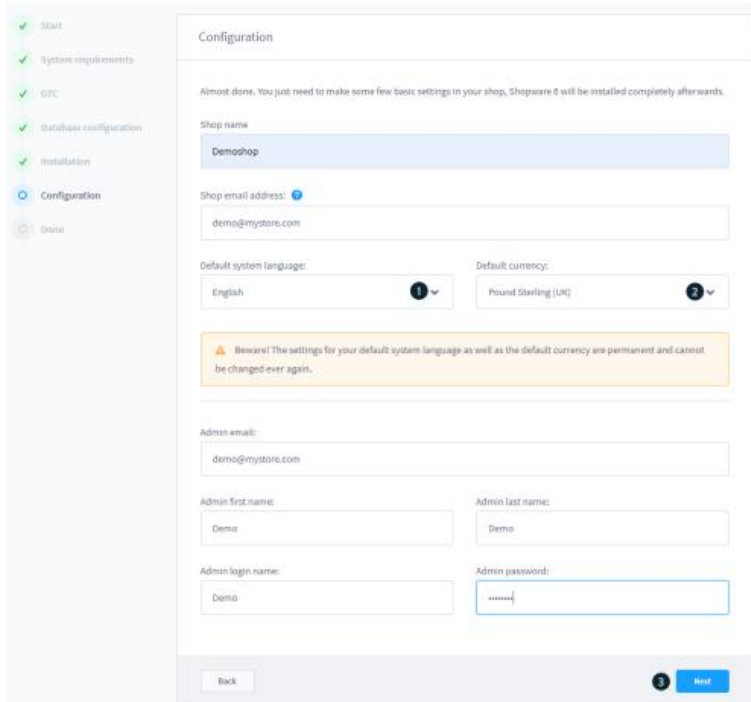 Start
System requirements
GTC
Database configuration
Installation
Configuration
Done
Configuration
Almost done. You just need to make some few basic settings in your shop, Shopware 6 will be installed completely afterwards.
Shop name
Demoshop
Shop email address: ?
demo@mystore.com
Default system language: Default currency:
English 1 Pound Sterling (UK) 2
Beware! The settings for your default system language as well as the default currency are permanent and cannot
be changed ever again.
Admin email:
demo@mystore.com
Admin first name: Admin last name:
Demo Demo
Admin login name: Admin password:
Demo ••••••••
Back 3 Next